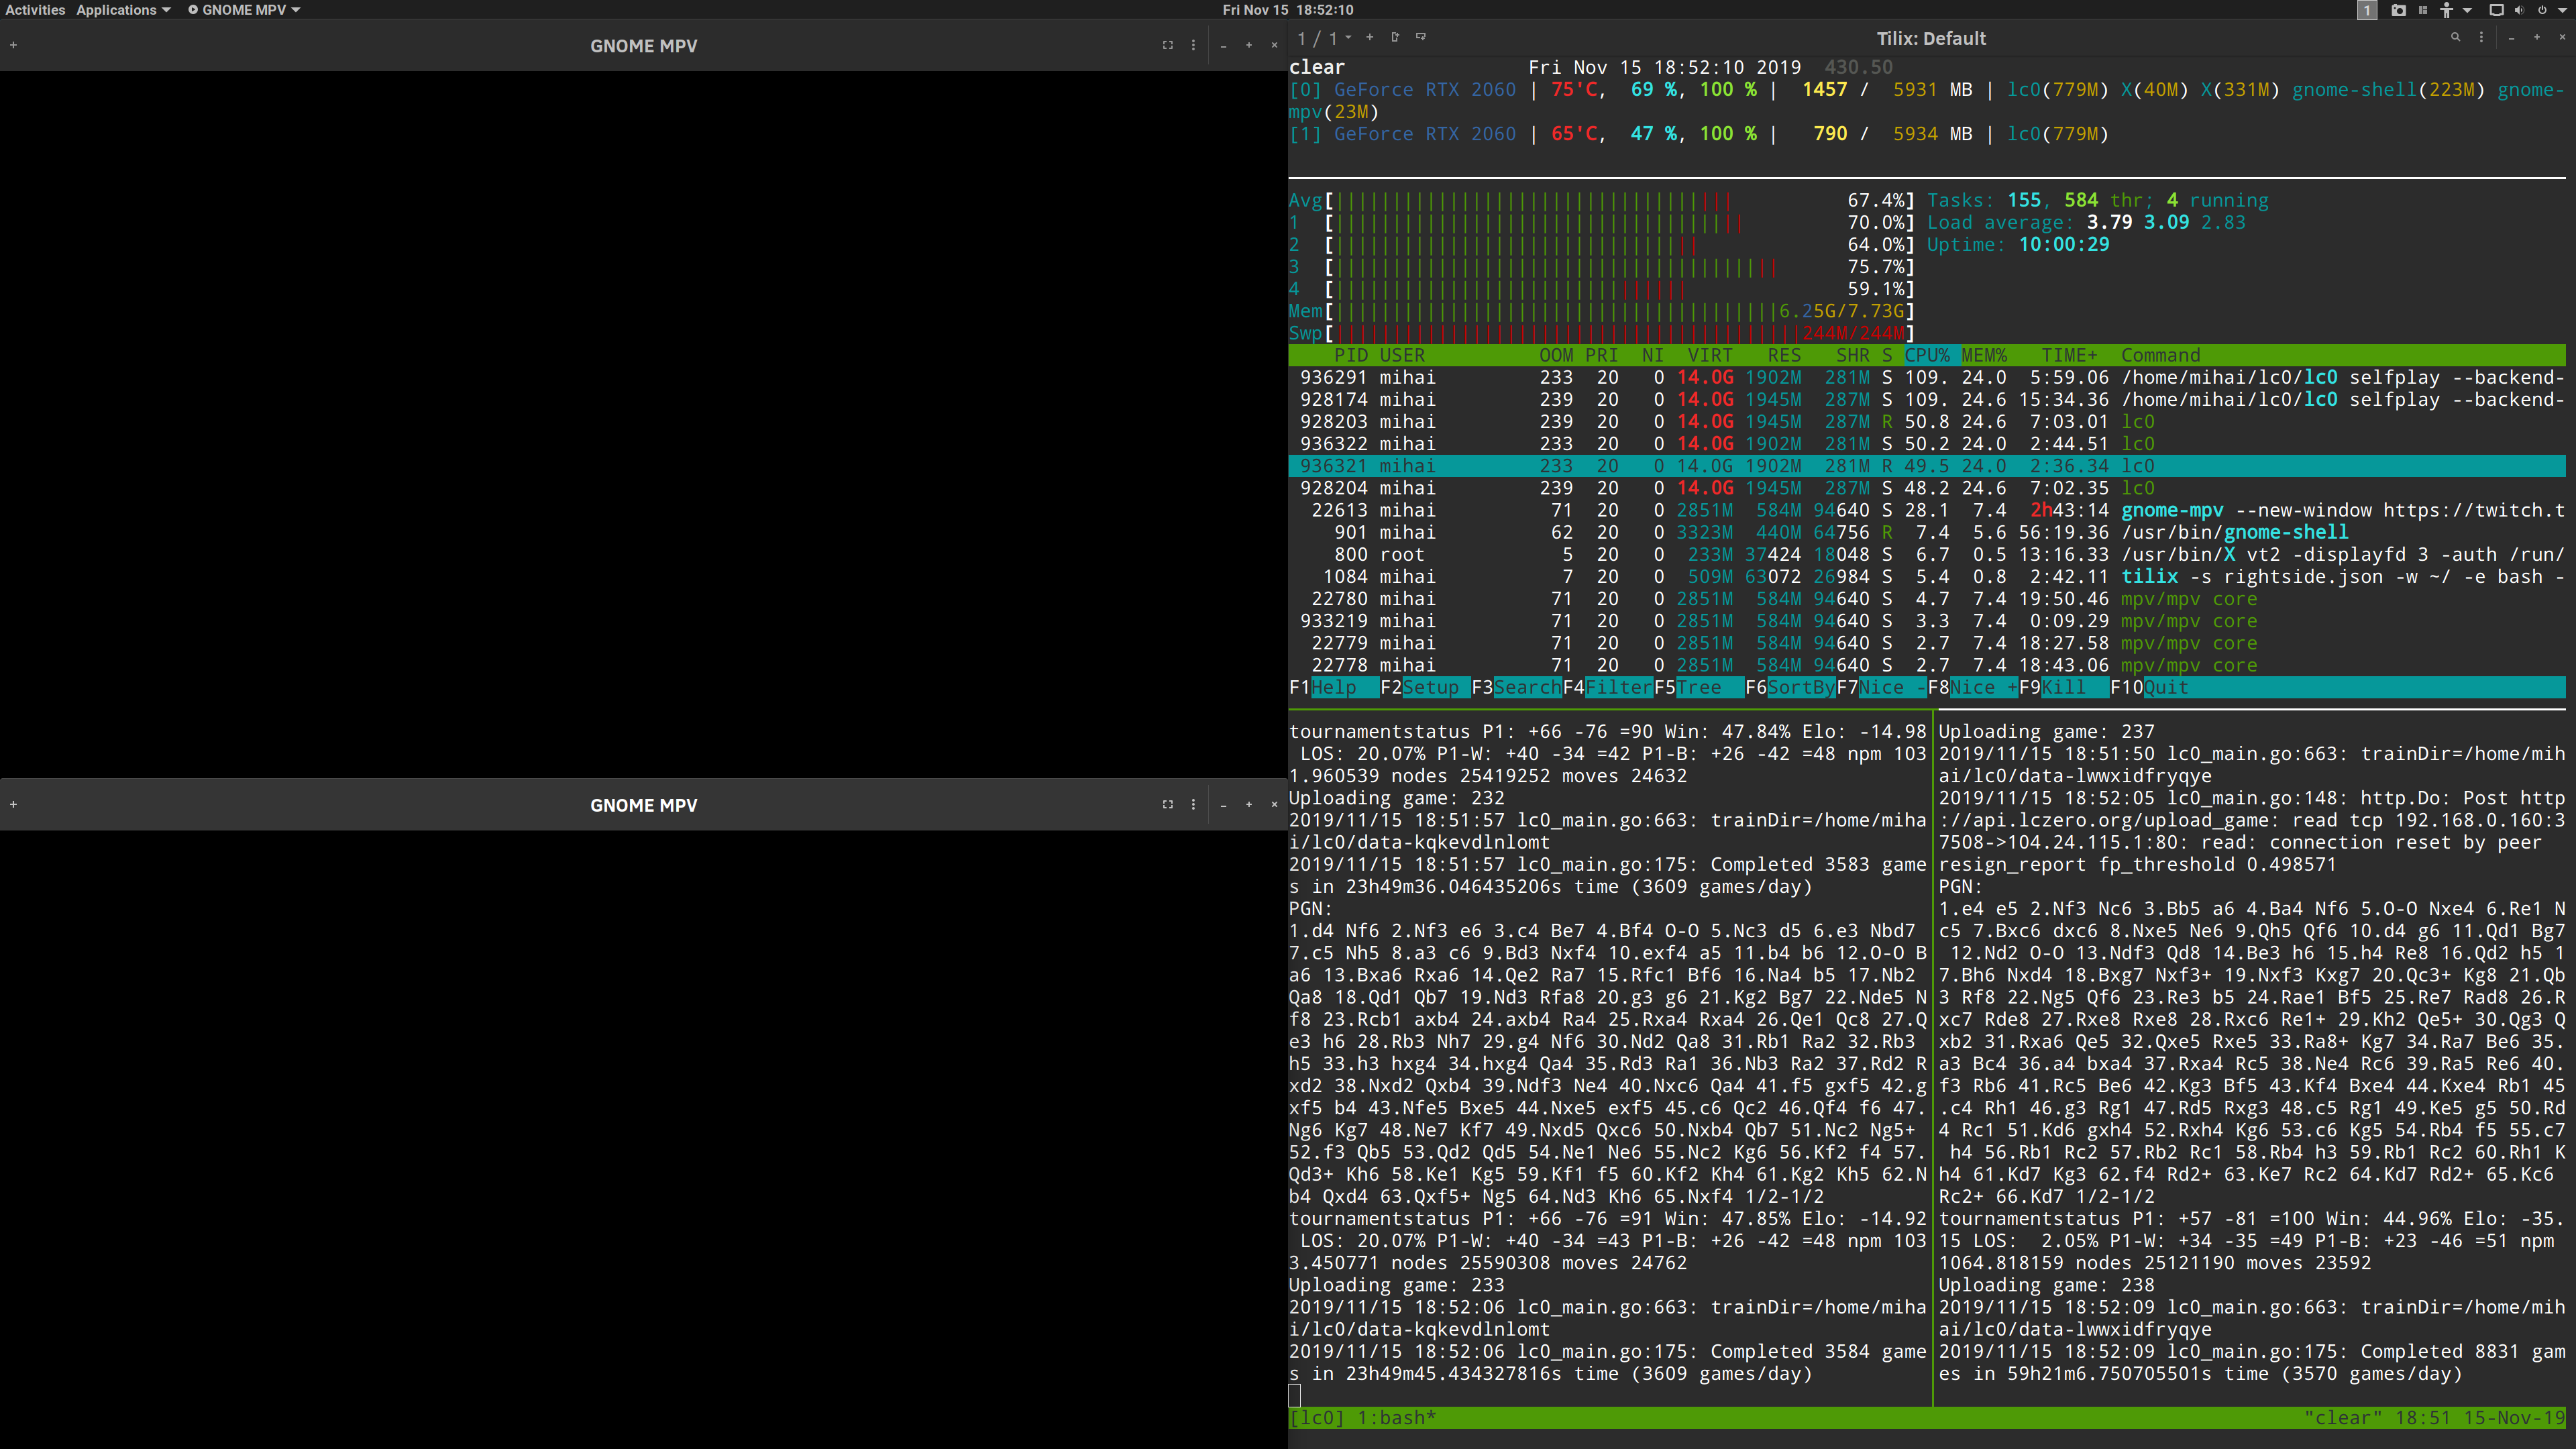 Activities Applications GNOME MPV Fri Nov 15 18:52:10 1
GNOME MPV
GNOME MPV
1 / 1 Tilix: Default
clear Fri Nov 15 18:52:10 2019 430.50
[0] GeForce RTX 2060 | 75'C, 69 %, 100 % | 1457 / 5931 MB | lc0(779M) X(40M) X(331M) gnome-shell(223M) gnome-
mpv(23M)
[1] GeForce RTX 2060 | 65'C, 47 %, 100 % | 790 / 5934 MB | lc0(779M)
Avg[ 67.4%] Tasks: 155, 584 thr; 4 running
1 [ 70.0%] Load average: 3.79 3.09 2.83
2 [ 64.0%] Uptime: 10:00:29
3 [ 75.7%]
4 [ 59.1%]
Mem[ 6.25G/7.73G]
Swp[ 244M/244M]
PID USER OOM PRI NI VIRT RES SHR S CPU% MEM% TIME+ Command
936291 mihai 233 20 0 14.0G 1902M 281M S 109. 24.0 5:59.06 /home/mihai/lc0/lc0 selfplay --backend-
928174 mihai 239 20 0 14.0G 1945M 287M S 109. 24.6 15:34.36 /home/mihai/lc0/lc0 selfplay --backend-
928203 mihai 239 20 0 14.0G 1945M 287M R 50.8 24.6 7:03.01 lc0
936322 mihai 233 20 0 14.0G 1902M 281M S 50.2 24.0 2:44.51 lc0
936321 mihai 233 20 0 14.0G 1902M 281M R 49.5 24.0 2:36.34 lc0
928204 mihai 239 20 0 14.0G 1945M 287M S 48.2 24.6 7:02.35 lc0
22613 mihai 71 20 0 2851M 584M 94640 S 28.1 7.4 2h43:14 gnome-mpv --new-window https://twitch.t
901 mihai 62 20 0 3323M 440M 64756 R 7.4 5.6 56:19.36 /usr/bin/gnome-shell
800 root 5 20 0 233M 37424 18048 S 6.7 0.5 13:16.33 /usr/bin/X vt2 -displayfd 3 -auth /run/
1084 mihai 7 20 0 509M 63072 26984 S 5.4 0.8 2:42.11 tilix -s rightside.json -w ~/ -e bash -
22780 mihai 71 20 0 2851M 584M 94640 S 4.7 7.4 19:50.46 mpv/mpv core
933219 mihai 71 20 0 2851M 584M 94640 S 3.3 7.4 0:09.29 mpv/mpv core
22779 mihai 71 20 0 2851M 584M 94640 S 2.7 7.4 18:27.58 mpv/mpv core
22778 mihai 71 20 0 2851M 584M 94640 S 2.7 7.4 18:43.06 mpv/mpv core
F1Help F2Setup F3SearchF4FilterF5Tree F6SortByF7Nice -F8Nice +F9Kill F10Quit
tournamentstatus P1: +66 -76 =90 Win: 47.84% Elo: -14.98
LOS: 20.07% P1-W: +40 -34 =42 P1-B: +26 -42 =48 npm 103
1.960539 nodes 25419252 moves 24632
Uploading game: 232
2019/11/15 18:51:57 lc0_main.go:663: trainDir=/home/miha
i/lc0/data-kqkevdlnlomt
2019/11/15 18:51:57 lc0_main.go:175: Completed 3583 game
s in 23h49m36.046435206s time (3609 games/day)
PGN:
1.d4 Nf6 2.Nf3 e6 3.c4 Be7 4.Bf4 O-O 5.Nc3 d5 6.e3 Nbd7
7.c5 Nh5 8.a3 c6 9.Bd3 Nxf4 10.exf4 a5 11.b4 b6 12.O-O B
a6 13.Bxa6 Rxa6 14.Qe2 Ra7 15.Rfc1 Bf6 16.Na4 b5 17.Nb2
Qa8 18.Qd1 Qb7 19.Nd3 Rfa8 20.g3 g6 21.Kg2 Bg7 22.Nde5 N
f8 23.Rcb1 axb4 24.axb4 Ra4 25.Rxa4 Rxa4 26.Qe1 Qc8 27.Q
e3 h6 28.Rb3 Nh7 29.g4 Nf6 30.Nd2 Qa8 31.Rb1 Ra2 32.Rb3
h5 33.h3 hxg4 34.hxg4 Qa4 35.Rd3 Ra1 36.Nb3 Ra2 37.Rd2 R
xd2 38.Nxd2 Qxb4 39.Ndf3 Ne4 40.Nxc6 Qa4 41.f5 gxf5 42.g
xf5 b4 43.Nfe5 Bxe5 44.Nxe5 exf5 45.c6 Qc2 46.Qf4 f6 47.
Ng6 Kg7 48.Ne7 Kf7 49.Nxd5 Qxc6 50.Nxb4 Qb7 51.Nc2 Ng5+
52.f3 Qb5 53.Qd2 Qd5 54.Ne1 Ne6 55.Nc2 Kg6 56.Kf2 f4 57.
Qd3+ Kh6 58.Ke1 Kg5 59.Kf1 f5 60.Kf2 Kh4 61.Kg2 Kh5 62.N
b4 Qxd4 63.Qxf5+ Ng5 64.Nd3 Kh6 65.Nxf4 1/2-1/2
tournamentstatus P1: +66 -76 =91 Win: 47.85% Elo: -14.92
LOS: 20.07% P1-W: +40 -34 =43 P1-B: +26 -42 =48 npm 103
3.450771 nodes 25590308 moves 24762
Uploading game: 233
2019/11/15 18:52:06 lc0_main.go:663: trainDir=/home/miha
i/lc0/data-kqkevdlnlomt
2019/11/15 18:52:06 lc0_main.go:175: Completed 3584 game
s in 23h49m45.434327816s time (3609 games/day)
Uploading game: 237
2019/11/15 18:51:50 lc0_main.go:663: trainDir=/home/mih
ai/lc0/data-lwwxidfryqye
2019/11/15 18:52:05 lc0_main.go:148: http.Do: Post http
://api.lczero.org/upload_game: read tcp 192.168.0.160:3
7508->104.24.115.1:80: read: connection reset by peer
resign_report fp_threshold 0.498571
PGN:
1.e4 e5 2.Nf3 Nc6 3.Bb5 a6 4.Ba4 Nf6 5.O-O Nxe4 6.Re1 N
c5 7.Bxc6 dxc6 8.Nxe5 Ne6 9.Qh5 Qf6 10.d4 g6 11.Qd1 Bg7
12.Nd2 O-O 13.Ndf3 Qd8 14.Be3 h6 15.h4 Re8 16.Qd2 h5 1
7.Bh6 Nxd4 18.Bxg7 Nxf3+ 19.Nxf3 Kxg7 20.Qc3+ Kg8 21.Qb
3 Rf8 22.Ng5 Qf6 23.Re3 b5 24.Rae1 Bf5 25.Re7 Rad8 26.R
xc7 Rde8 27.Rxe8 Rxe8 28.Rxc6 Re1+ 29.Kh2 Qe5+ 30.Qg3 Q
xb2 31.Rxa6 Qe5 32.Qxe5 Rxe5 33.Ra8+ Kg7 34.Ra7 Be6 35.
a3 Bc4 36.a4 bxa4 37.Rxa4 Rc5 38.Ne4 Rc6 39.Ra5 Re6 40.
f3 Rb6 41.Rc5 Be6 42.Kg3 Bf5 43.Kf4 Bxe4 44.Kxe4 Rb1 45
.c4 Rh1 46.g3 Rg1 47.Rd5 Rxg3 48.c5 Rg1 49.Ke5 g5 50.Rd
4 Rc1 51.Kd6 gxh4 52.Rxh4 Kg6 53.c6 Kg5 54.Rb4 f5 55.c7
h4 56.Rb1 Rc2 57.Rb2 Rc1 58.Rb4 h3 59.Rb1 Rc2 60.Rh1 K
h4 61.Kd7 Kg3 62.f4 Rd2+ 63.Ke7 Rc2 64.Kd7 Rd2+ 65.Kc6
Rc2+ 66.Kd7 1/2-1/2
tournamentstatus P1: +57 -81 =100 Win: 44.96% Elo: -35.
15 LOS: 2.05% P1-W: +34 -35 =49 P1-B: +23 -46 =51 npm
1064.818159 nodes 25121190 moves 23592
Uploading game: 238
2019/11/15 18:52:09 lc0_main.go:663: trainDir=/home/mih
ai/lc0/data-lwwxidfryqye
2019/11/15 18:52:09 lc0_main.go:175: Completed 8831 gam
es in 59h21m6.750705501s time (3570 games/day)
[lc0] 1:bash* "clear" 18:51 15-Nov-19